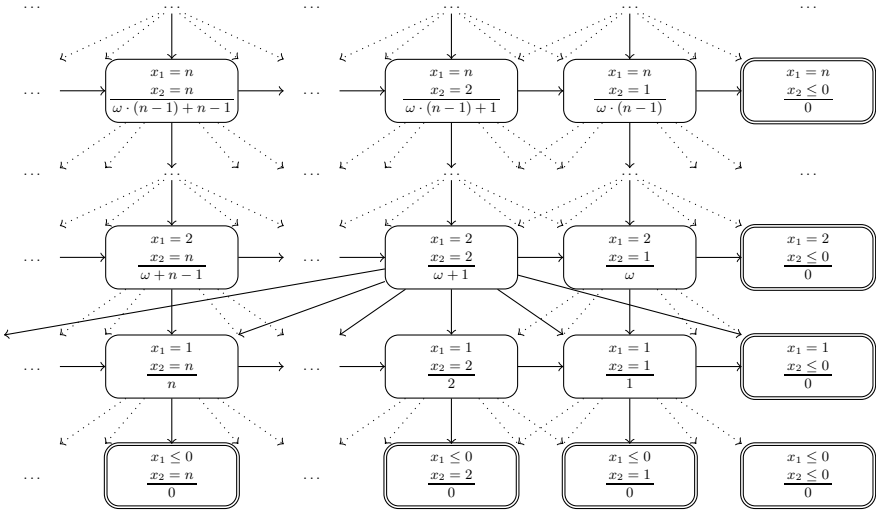 ... ... ... ... ... ...
x₁ = n
x₂ = n
ω · (n−1) + n−1
x₁ = n
x₂ = 2
ω · (n−1) + 1
x₁ = n
x₂ = 1
ω · (n−1)
x₁ = n
x₂ ≤ 0
0
... ...
... ... ... ... ...
x₁ = 2
x₂ = n
ω + n − 1
x₁ = 2
x₂ = 2
ω + 1
x₁ = 2
x₂ = 1
ω
x₁ = 2
x₂ ≤ 0
0
... ...
x₁ = 1
x₂ = n
n
x₁ = 1
x₂ = 2
2
x₁ = 1
x₂ = 1
1
x₁ = 1
x₂ ≤ 0
0
... ...
x₁ ≤ 0
x₂ = n
0
x₁ ≤ 0
x₂ = 2
0
x₁ ≤ 0
x₂ = 1
0
x₁ ≤ 0
x₂ ≤ 0
0
... ...